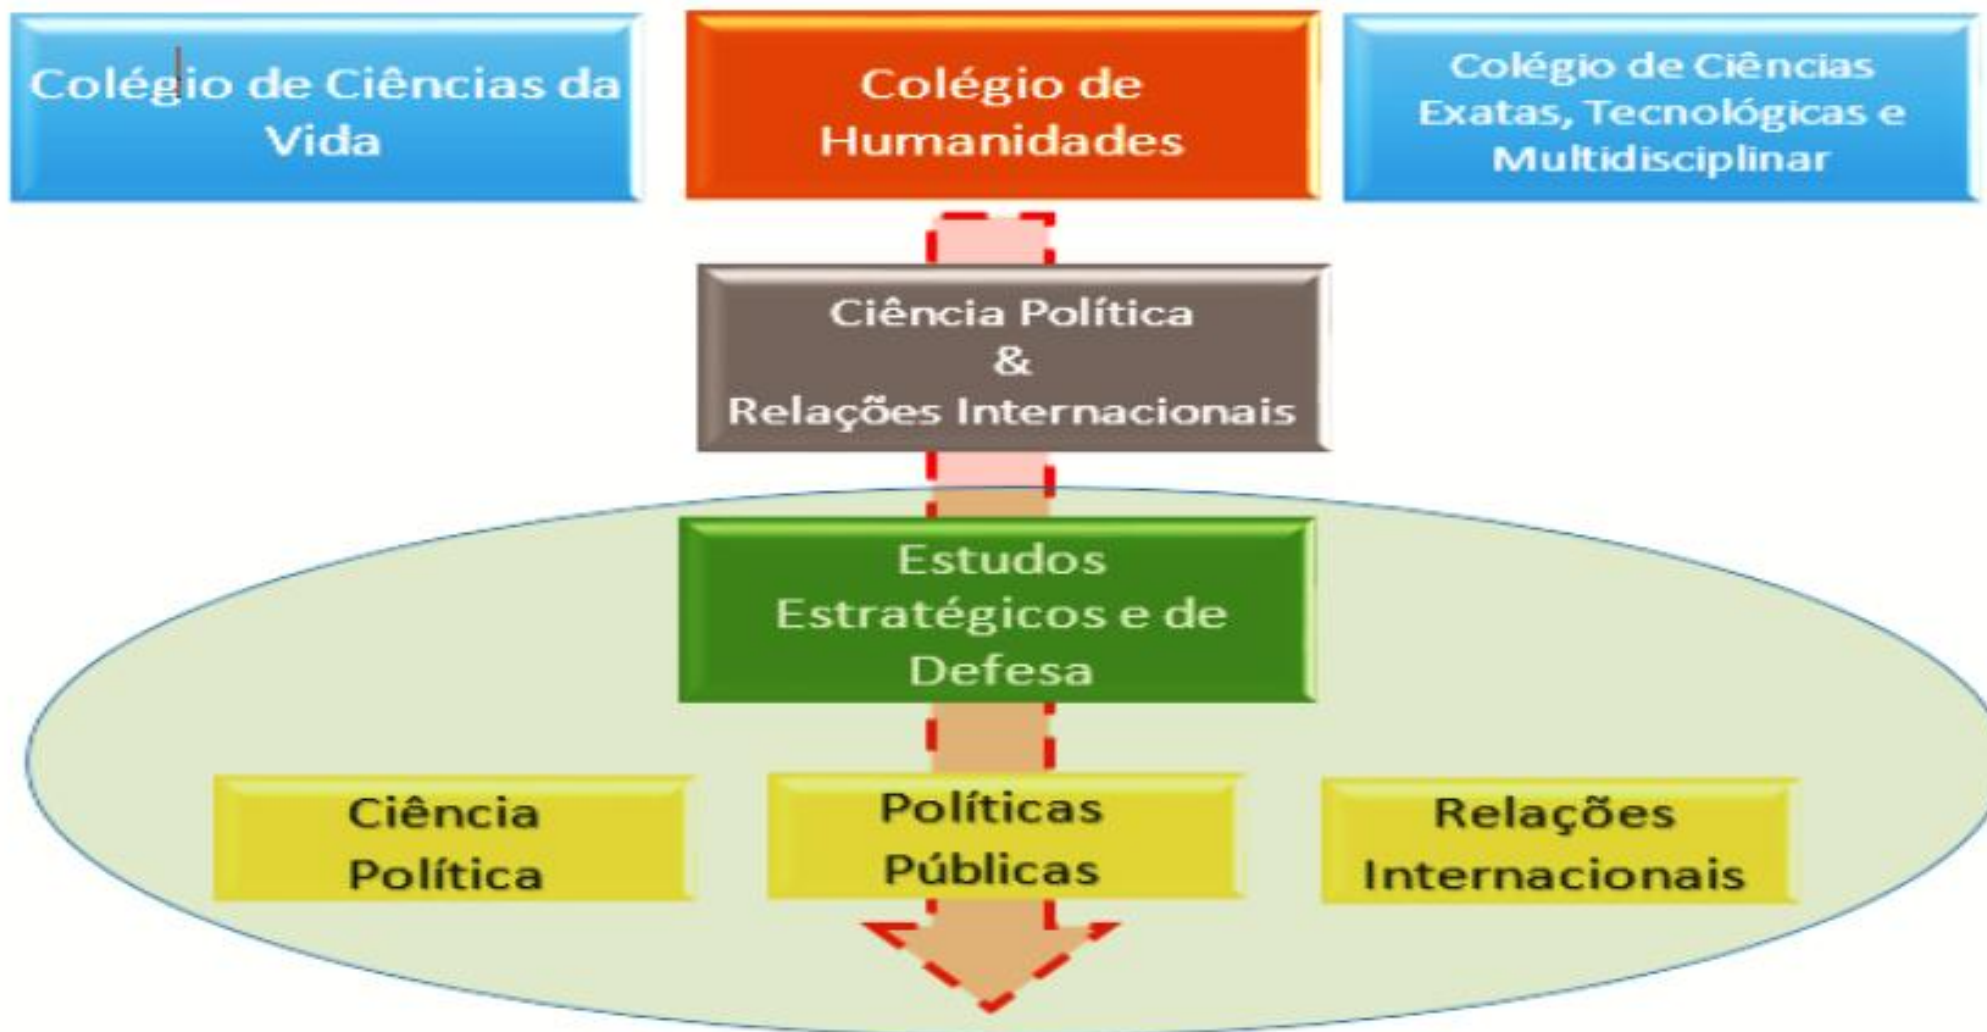 Colégio de Ciências da
Vida
Colégio de
Humanidades
Colégio de Ciências
Exatas, Tecnológicas e
Multidisciplinar
Ciência Política
&
Relações Internacionais
Estudos
Estratégicos e de
Defesa
Ciência
Política
Políticas
Públicas
Relações
Internacionais